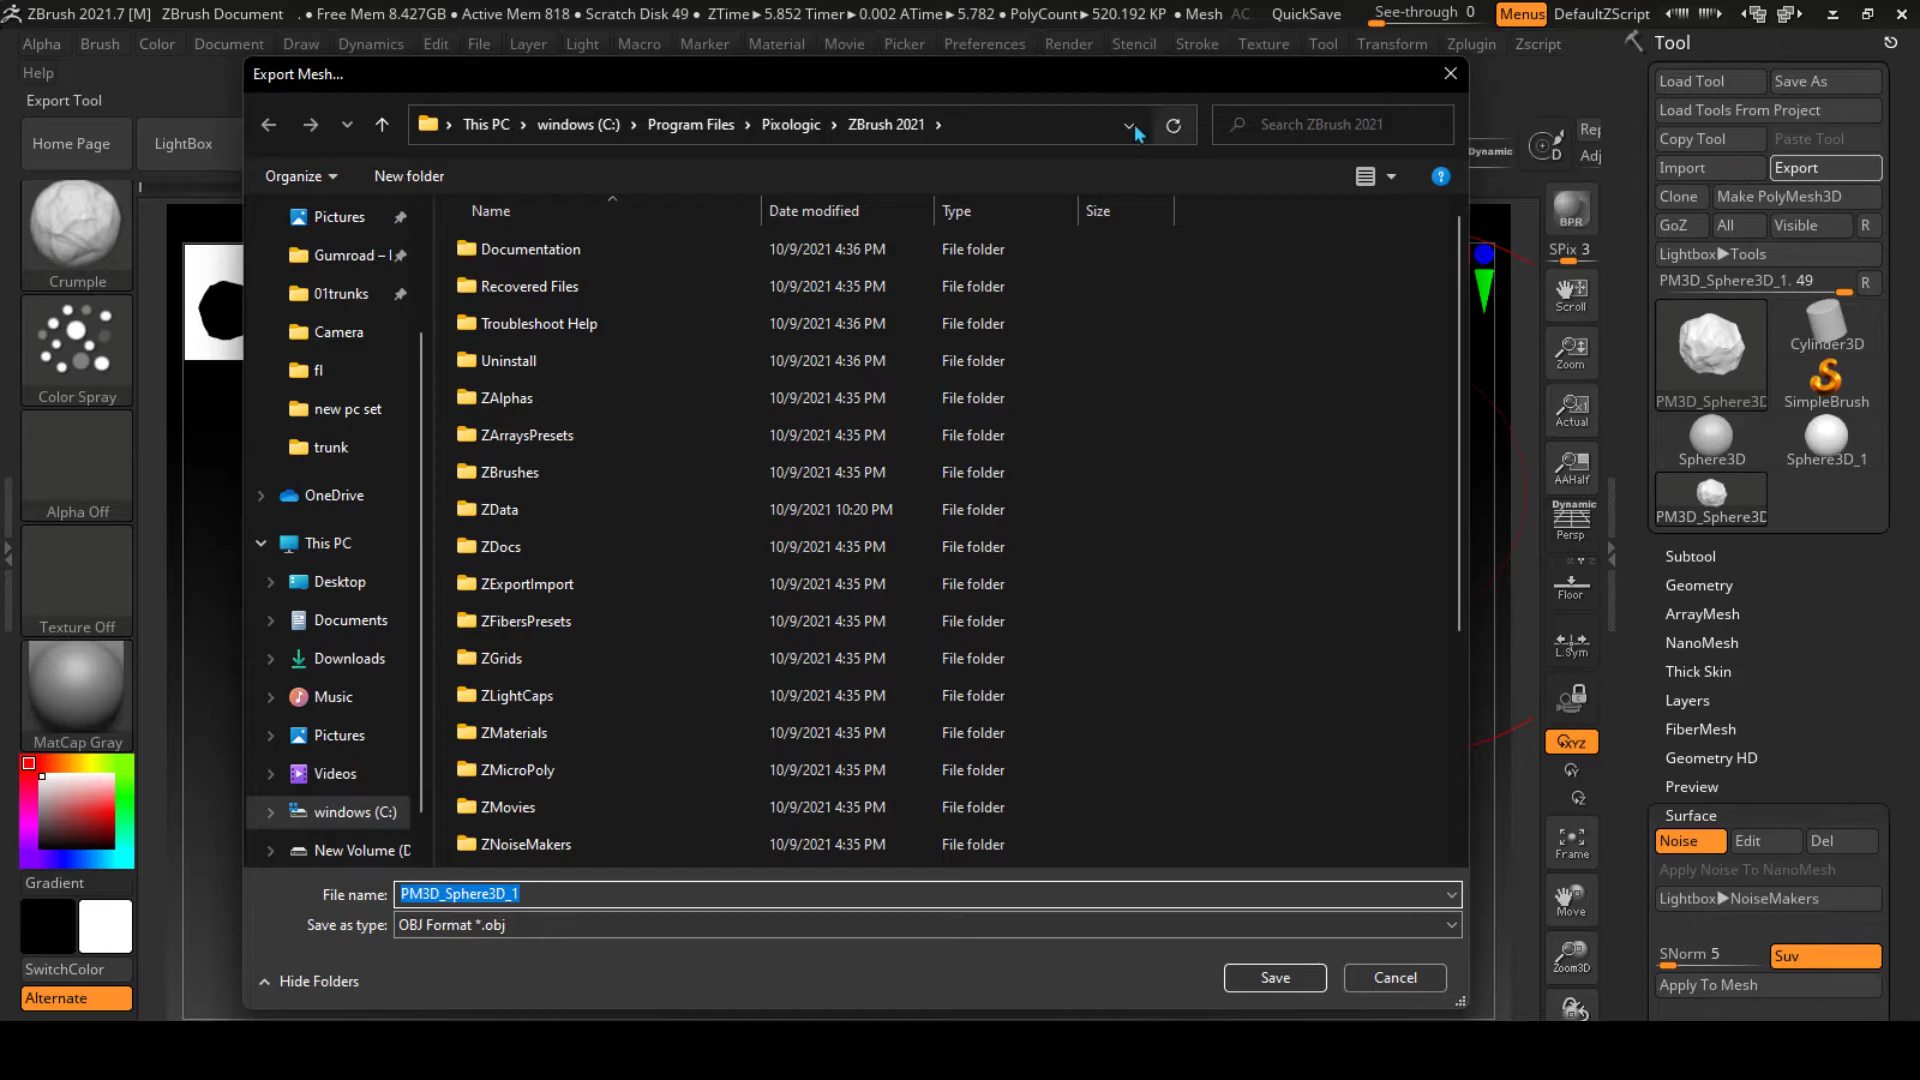 ZBrush 2021.7 [M] ZBrush Document . • Free Mem 8.427GB • Active Mem 818 • Scratch Disk 49 • ZTime►5.852 Timer►0.002 ATime►5.782 • PolyCount►520.192 KP • Mesh AC QuickSave See-through 0 Menus DefaultZScript
Alpha Brush Color Document Draw Dynamics Edit File Layer Light Macro Marker Material Movie Picker Preferences Render Stencil Stroke Texture Tool Transform Zplugin Zscript
Help
Export Tool
Home Page LightBox
Crumple
Color Spray
Alpha Off
Texture Off
MatCap Gray
Gradient
SwitchColor
Alternate
Export Mesh...
This PC › windows (C:) › Program Files › Pixologic › ZBrush 2021 ›
Search ZBrush 2021
Organize New folder
Pictures
Gumroad – I
01trunks
Camera
fl
new pc set
trunk
OneDrive
This PC
Desktop
Documents
Downloads
Music
Pictures
Videos
windows (C:)
New Volume (D
Name Date modified Type Size
Documentation 10/9/2021 4:36 PM File folder
Recovered Files 10/9/2021 4:35 PM File folder
Troubleshoot Help 10/9/2021 4:36 PM File folder
Uninstall 10/9/2021 4:36 PM File folder
ZAlphas 10/9/2021 4:35 PM File folder
ZArraysPresets 10/9/2021 4:35 PM File folder
ZBrushes 10/9/2021 4:35 PM File folder
ZData 10/9/2021 10:20 PM File folder
ZDocs 10/9/2021 4:35 PM File folder
ZExportImport 10/9/2021 4:35 PM File folder
ZFibersPresets 10/9/2021 4:35 PM File folder
ZGrids 10/9/2021 4:35 PM File folder
ZLightCaps 10/9/2021 4:35 PM File folder
ZMaterials 10/9/2021 4:35 PM File folder
ZMicroPoly 10/9/2021 4:35 PM File folder
ZMovies 10/9/2021 4:35 PM File folder
ZNoiseMakers 10/9/2021 4:35 PM File folder
File name: PM3D_Sphere3D_1
Save as type: OBJ Format *.obj
Hide Folders Save Cancel
Dynamic
D
Rep
Adj
BPR
SPix 3
Scroll
Zoom
Actual
AAHalf
Dynamic
Persp
Floor
L.Sym
XYZ
Y
Z
Frame
Move
Zoom3D
Tool
Load Tool Save As
Load Tools From Project
Copy Tool Paste Tool
Import Export
Clone Make PolyMesh3D
GoZ All Visible R
Lightbox►Tools
PM3D_Sphere3D_1. 49 R
PM3D_Sphere3D
Cylinder3D
SimpleBrush
Sphere3D Sphere3D_1
PM3D_Sphere3D
Subtool
Geometry
ArrayMesh
NanoMesh
Thick Skin
Layers
FiberMesh
Geometry HD
Preview
Surface
Noise Edit Del
Apply Noise To NanoMesh
Lightbox►NoiseMakers
SNorm 5 Suv
Apply To Mesh